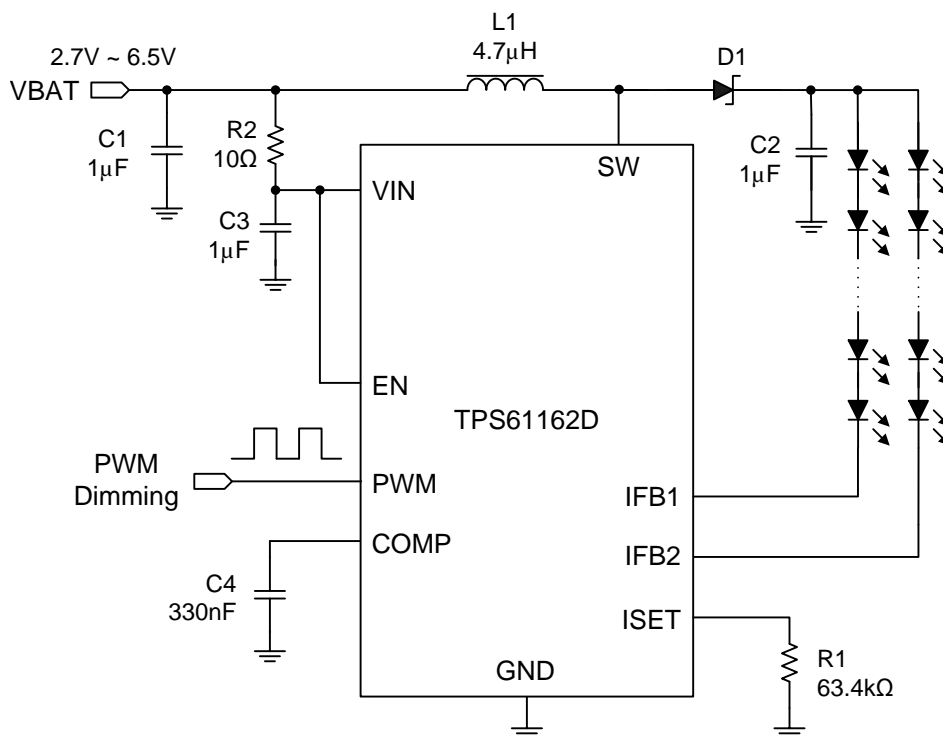 L1
4.7μH
2.7V ~ 6.5V
VBAT
D1
C1
1μF
R2
10Ω
C2
1μF
SW
VIN
C3
1μF
EN
TPS61162D
PWM
Dimming
PWM
IFB1
COMP
IFB2
C4
330nF
ISET
GND
R1
63.4kΩ